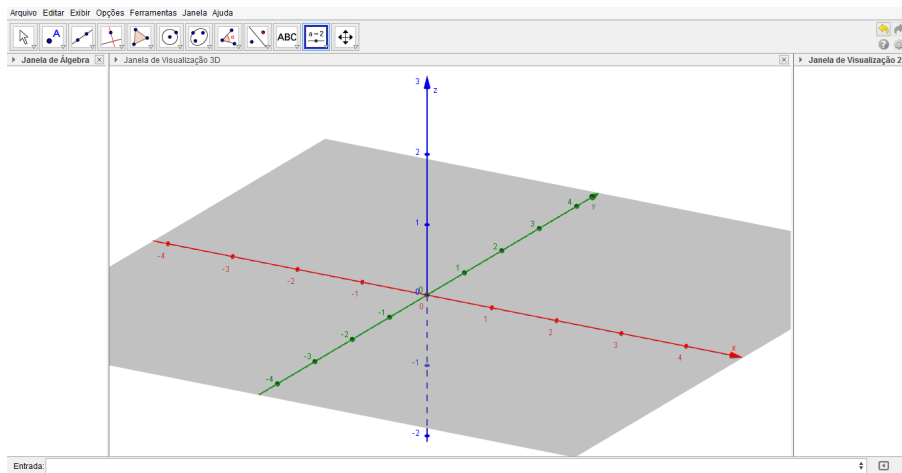 Arquivo Editar Exibir Opções Ferramentas Janela Ajuda
A
α
ABC
a=2
Janela de Álgebra
Janela de Visualização 3D
Janela de Visualização 2
3
z
2
4
y
3
1
2
-4
-3
1
-2
-1
0
0
0
-1
1
-2
2
x
-3
3
-1
4
-4
-2
Entrada: